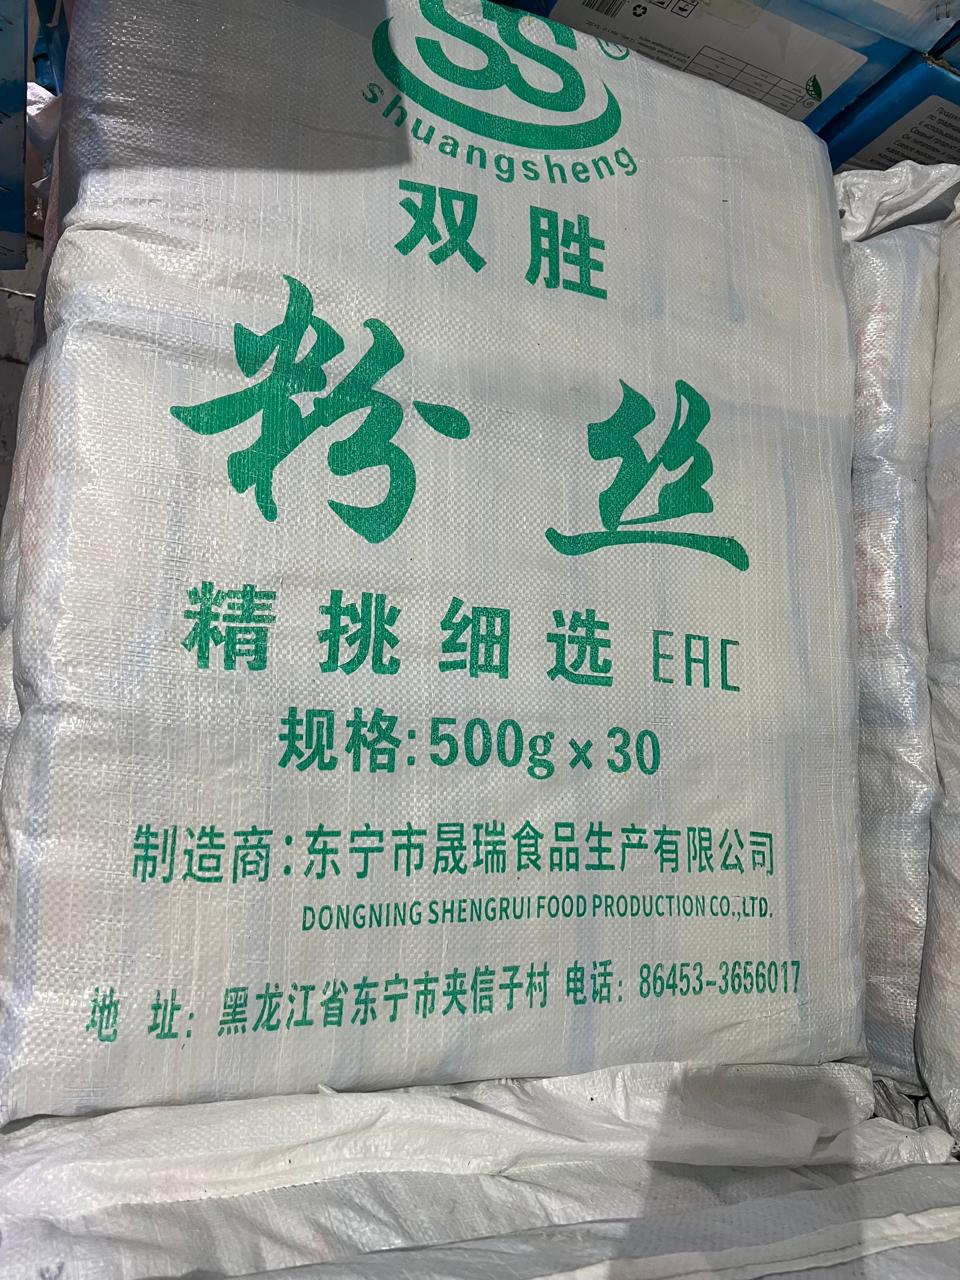 SS
shuangsheng
双胜
粉丝
精挑细选 EAC
规格:500g×30
制造商:东宁市晟瑞食品生产有限公司
DONGNING SHENGRUI FOOD PRODUCTION CO.,LTD.
地 址: 黑龙江省东宁市夹信子村 电话: 86453-3656017